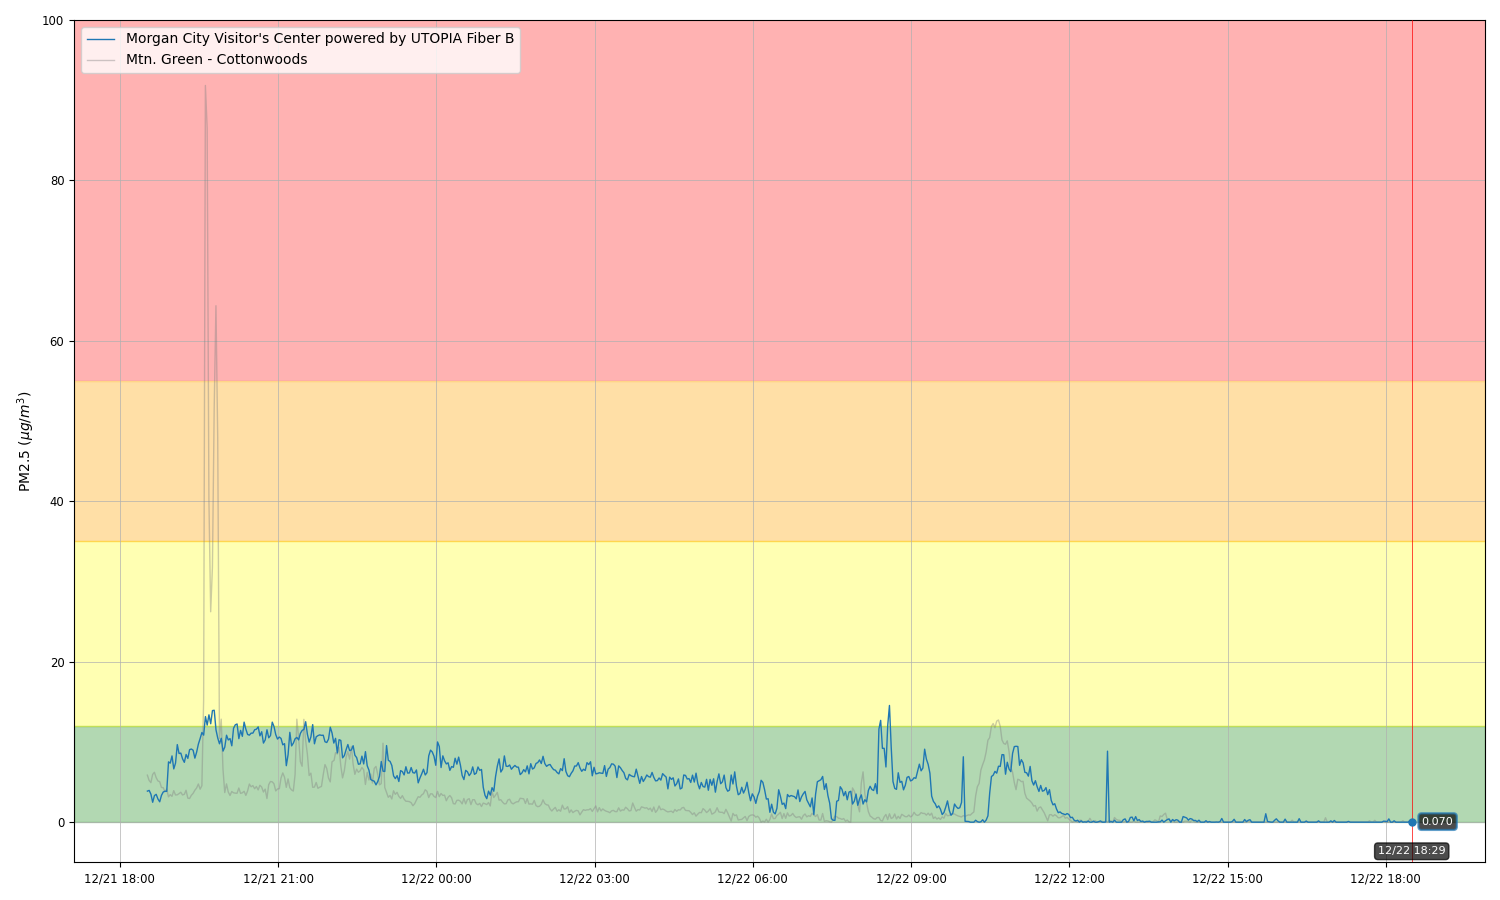 100
80
60
40
20
0
PM2.5 (μg/m³)
Morgan City Visitor's Center powered by UTOPIA Fiber B
Mtn. Green - Cottonwoods
0.070
12/22 18:29
12/21 18:00 12/21 21:00 12/22 00:00 12/22 03:00 12/22 06:00 12/22 09:00 12/22 12:00 12/22 15:00 12/22 18:00